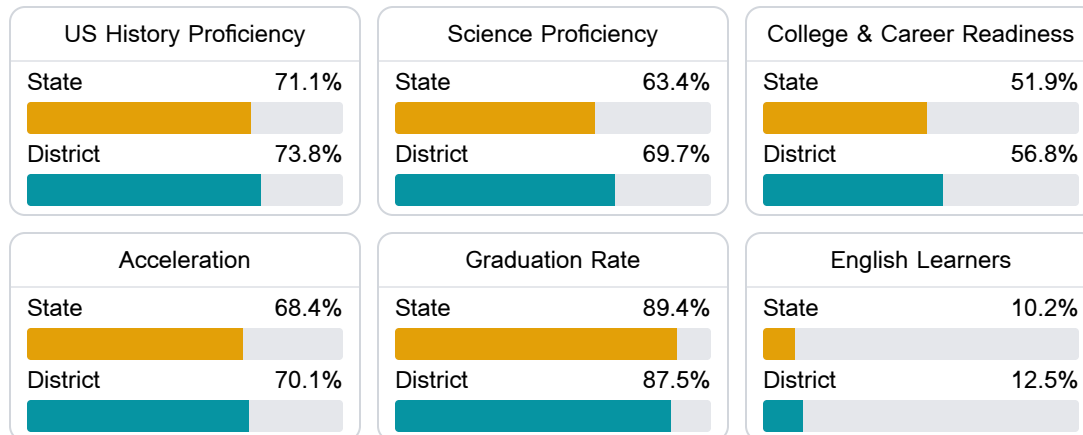 US History Proficiency
State 71.1%
District 73.8%
Science Proficiency
State 63.4%
District 69.7%
College & Career Readiness
State 51.9%
District 56.8%
Acceleration
State 68.4%
District 70.1%
Graduation Rate
State 89.4%
District 87.5%
English Learners
State 10.2%
District 12.5%